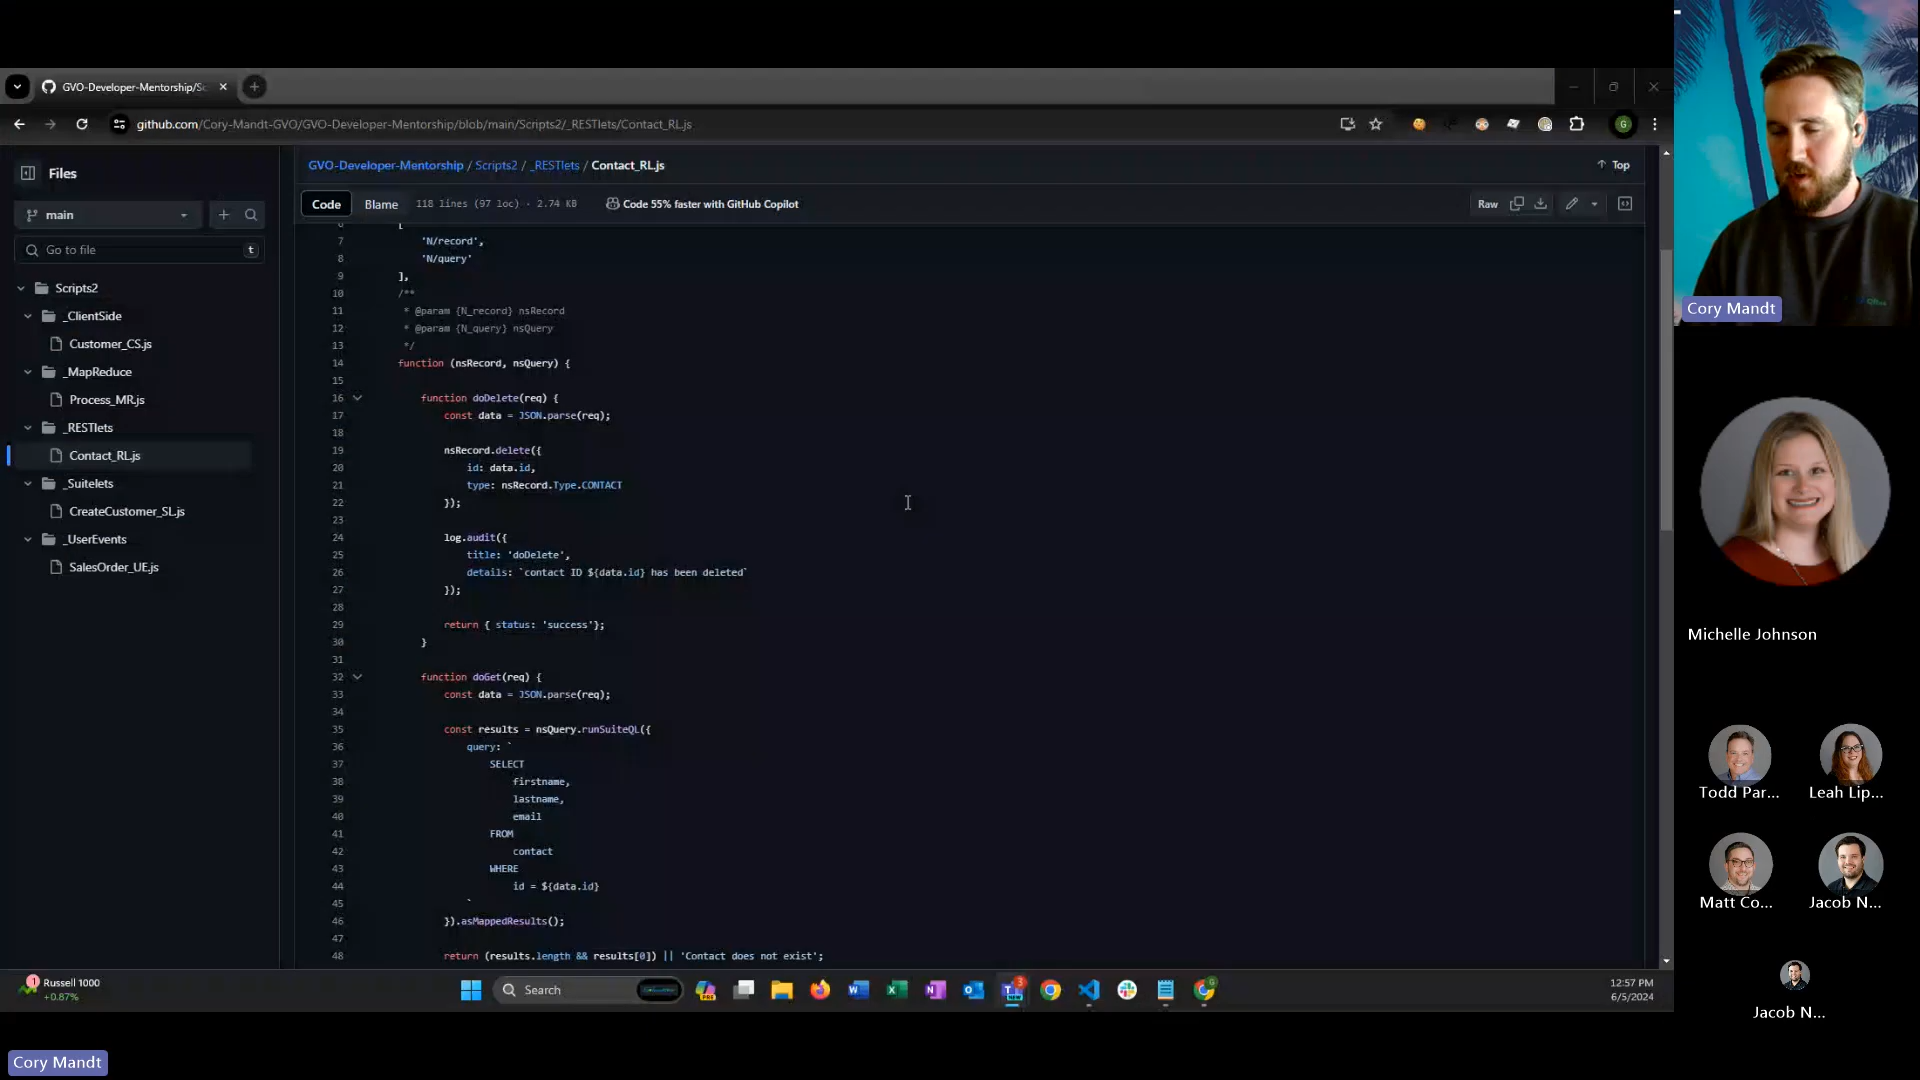 GVO-Developer-Mentorship/Sc
github.com/Cory-Mandt-GVO/GVO-Developer-Mentorship/blob/main/Scripts2/_RESTlets/Contact_RL.js
G
Files
main
Go to file
t
Scripts2
_ClientSide
Customer_CS.js
_MapReduce
Process_MR.js
_RESTlets
Contact_RL.js
_Suitelets
CreateCustomer_SL.js
_UserEvents
SalesOrder_UE.js
GVO-Developer-Mentorship / Scripts2 / _RESTlets / Contact_RL.js
Top
Code
Blame
118 lines (97 loc) · 2.74 KB
Code 55% faster with GitHub Copilot
Raw
6 [
7 'N/record',
8 'N/query'
9 ],
10 /**
11 * @param {N_record} nsRecord
12 * @param {N_query} nsQuery
13 */
14 function (nsRecord, nsQuery) {
15
16 function doDelete(req) {
17 const data = JSON.parse(req);
18
19 nsRecord.delete({
20 id: data.id,
21 type: nsRecord.Type.CONTACT
22 });
23
24 log.audit({
25 title: 'doDelete',
26 details: `contact ID ${data.id} has been deleted`
27 });
28
29 return { status: 'success'};
30 }
31
32 function doGet(req) {
33 const data = JSON.parse(req);
34
35 const results = nsQuery.runSuiteQL({
36 query: `
37 SELECT
38 firstname,
39 lastname,
40 email
41 FROM
42 contact
43 WHERE
44 id = ${data.id}
45 `
46 }).asMappedResults();
47
48 return (results.length && results[0]) || 'Contact does not exist';
Cory Mandt
Michelle Johnson
Todd Par...
Leah Lip...
Matt Co...
Jacob N...
Jacob N...
1
Russell 1000
+0.87%
Search
3
12:57 PM
6/5/2024
Cory Mandt